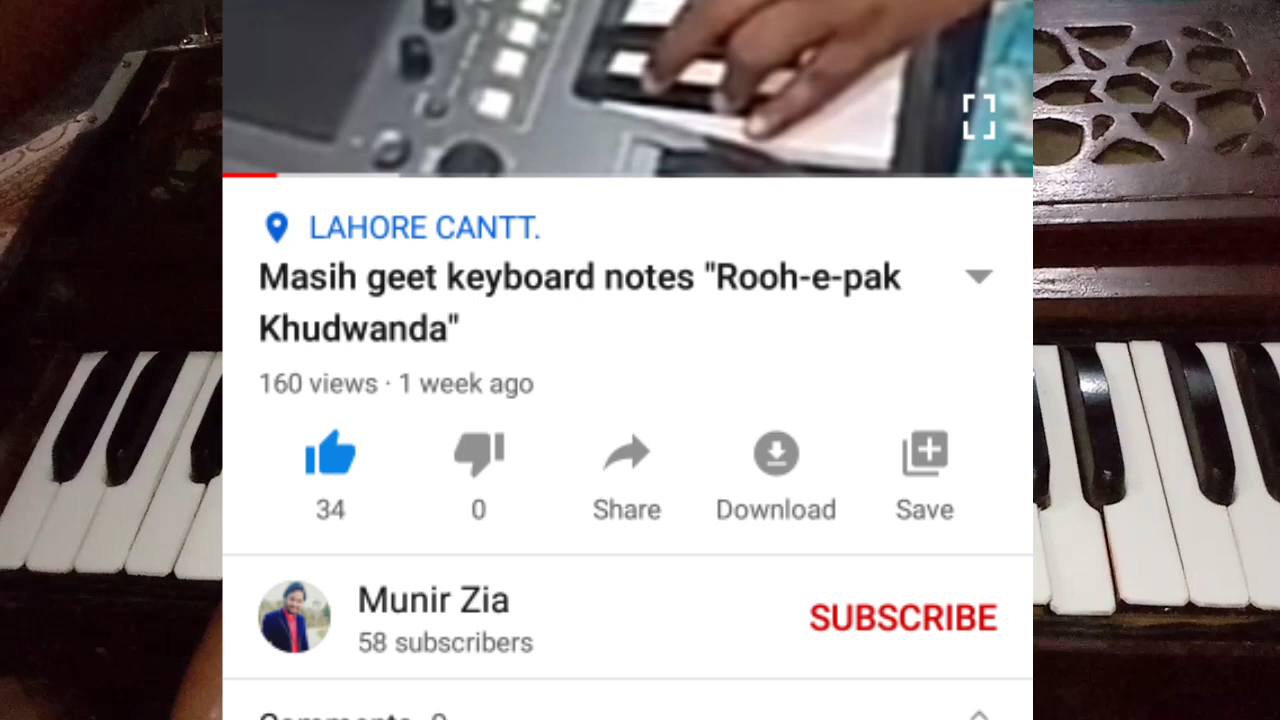 LAHORE CANTT.
Masih geet keyboard notes "Rooh-e-pak
Khudwanda"
160 views · 1 week ago
34
0
Share
Download
Save
Munir Zia
58 subscribers
SUBSCRIBE
Comments